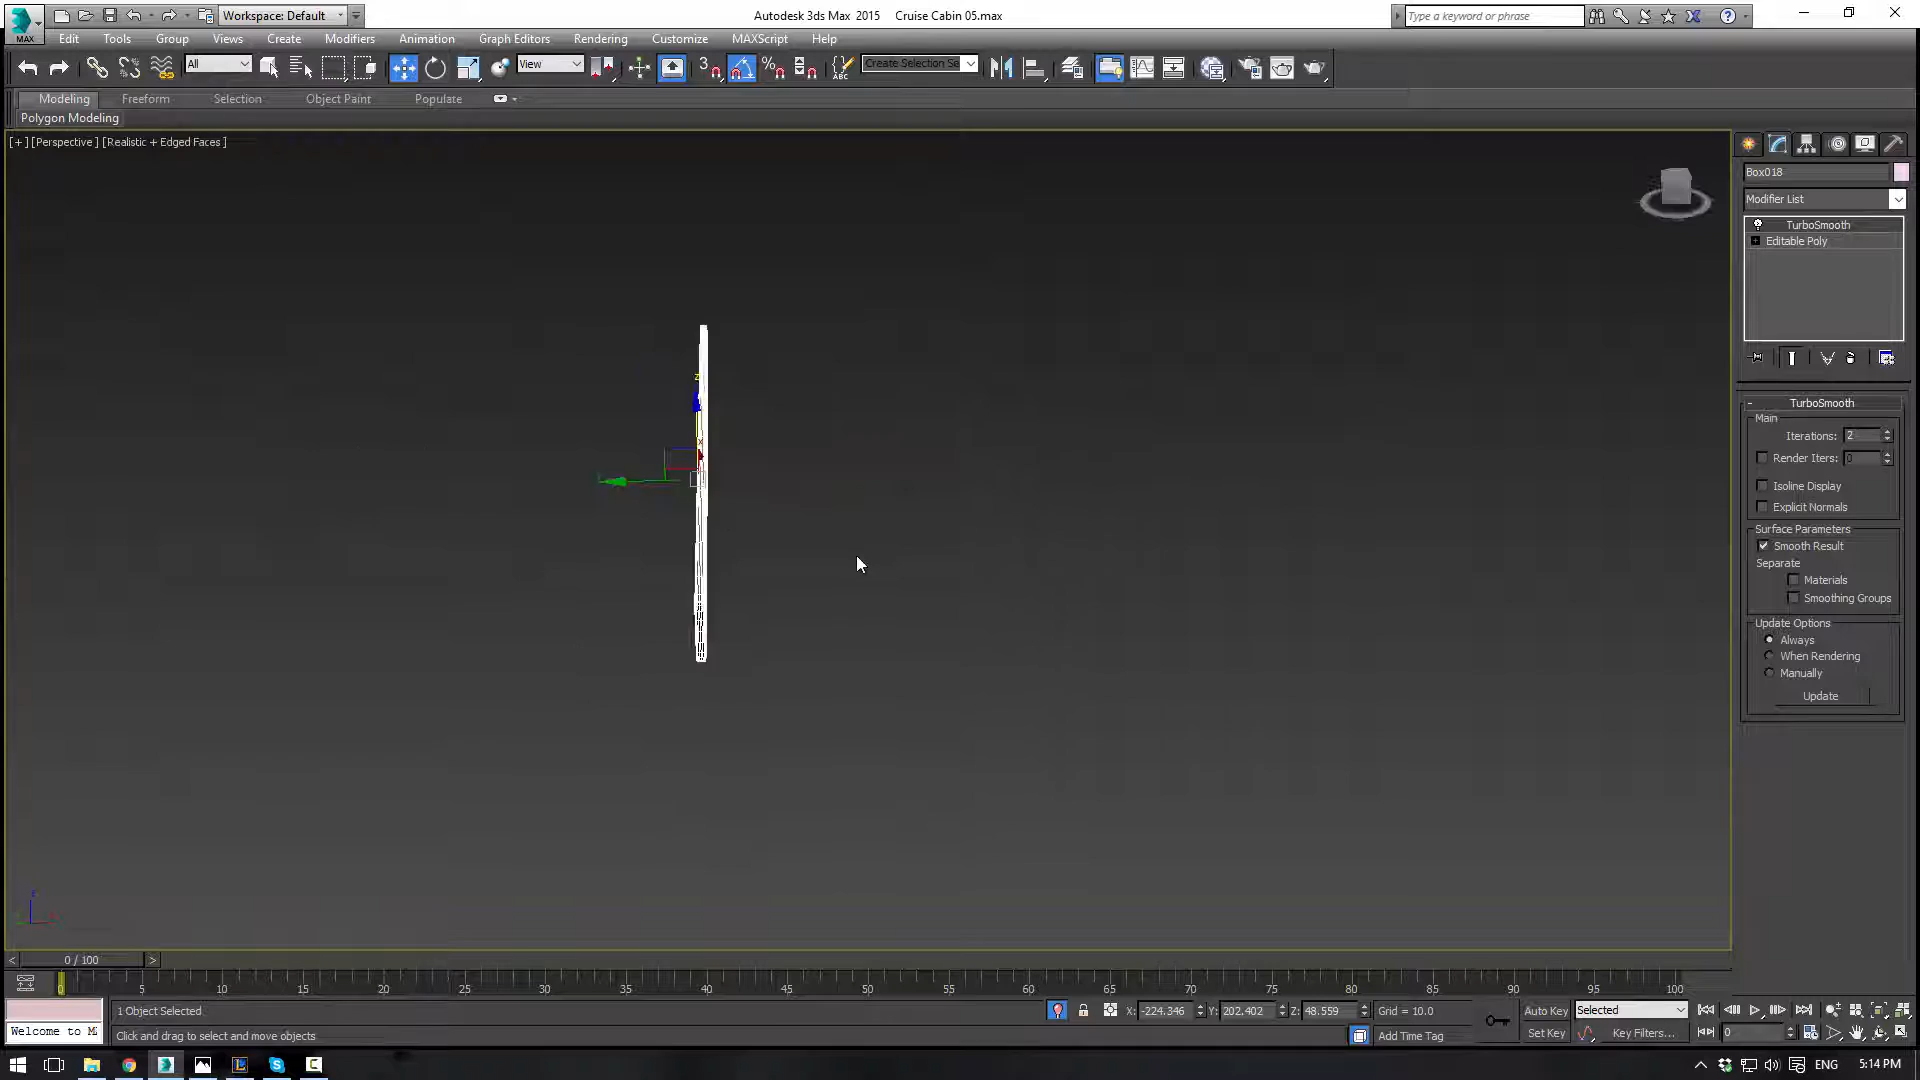 MAX
Workspace: Default
Autodesk 3ds Max 2015    Cruise Cabin 05.max
Type a keyword or phrase
Edit Tools Group Views Create Modifiers Animation Graph Editors Rendering Customize MAXScript Help
All
View
3
%
ABC
Create Selection Se
Modeling Freeform Selection Object Paint Populate
Polygon Modeling
[+] [Perspective] [Realistic + Edged Faces]
Box018
Modifier List
TurboSmooth
Editable Poly
TurboSmooth
Main
Iterations: 2
Render Iters: 0
Isoline Display
Explicit Normals
Surface Parameters
Smooth Result
Separate
Materials
Smoothing Groups
Update Options
Always
When Rendering
Manually
Update
z
x
z
< 0 / 100 >
0 5 10 15 20 25 30 35 40 45 50 55 60 65 70 75 80 85 90 95 100
1 Object Selected
X: -224.346 Y: 202.402 Z: 48.559 Grid = 10.0
Auto Key Selected
Welcome to M
Click and drag to select and move objects
Add Time Tag
Set Key Key Filters... 0
ENG 5:14 PM